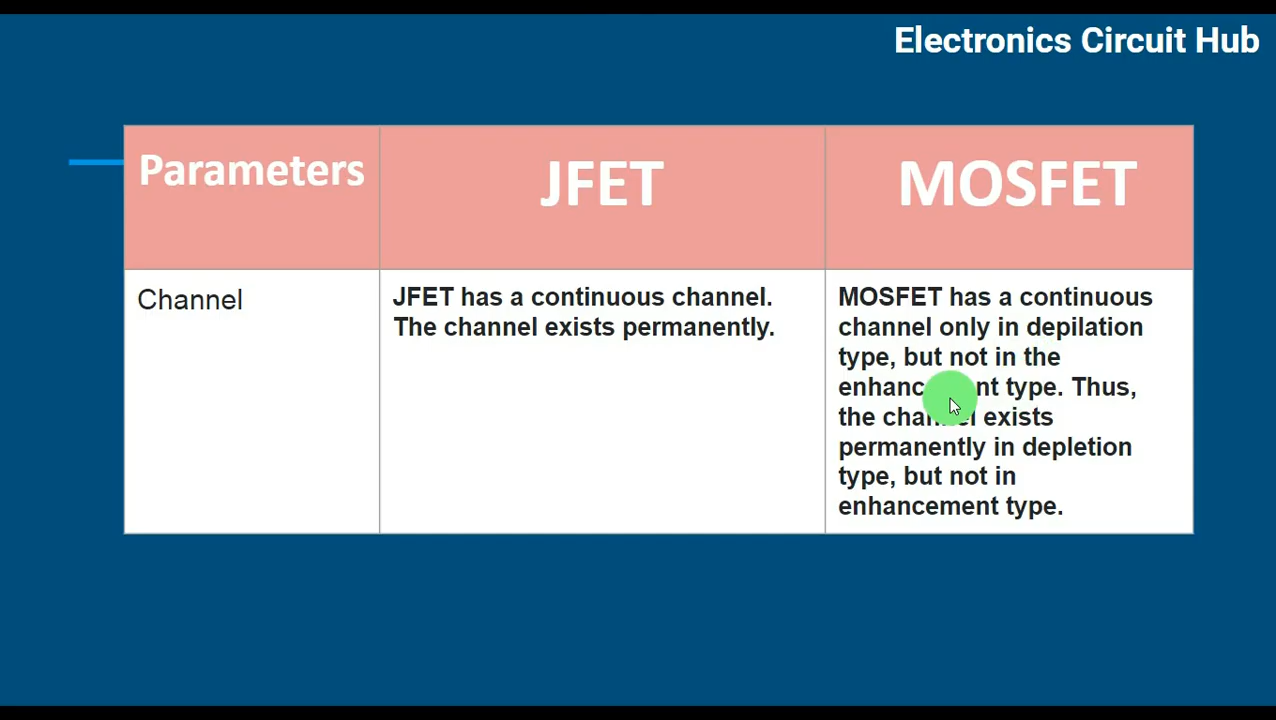 Electronics Circuit Hub
Parameters
JFET
MOSFET
Channel
JFET has a continuous channel.
The channel exists permanently.
MOSFET has a continuous
channel only in depilation
type, but not in the
enhancement type. Thus,
the channel exists
permanently in depletion
type, but not in
enhancement type.